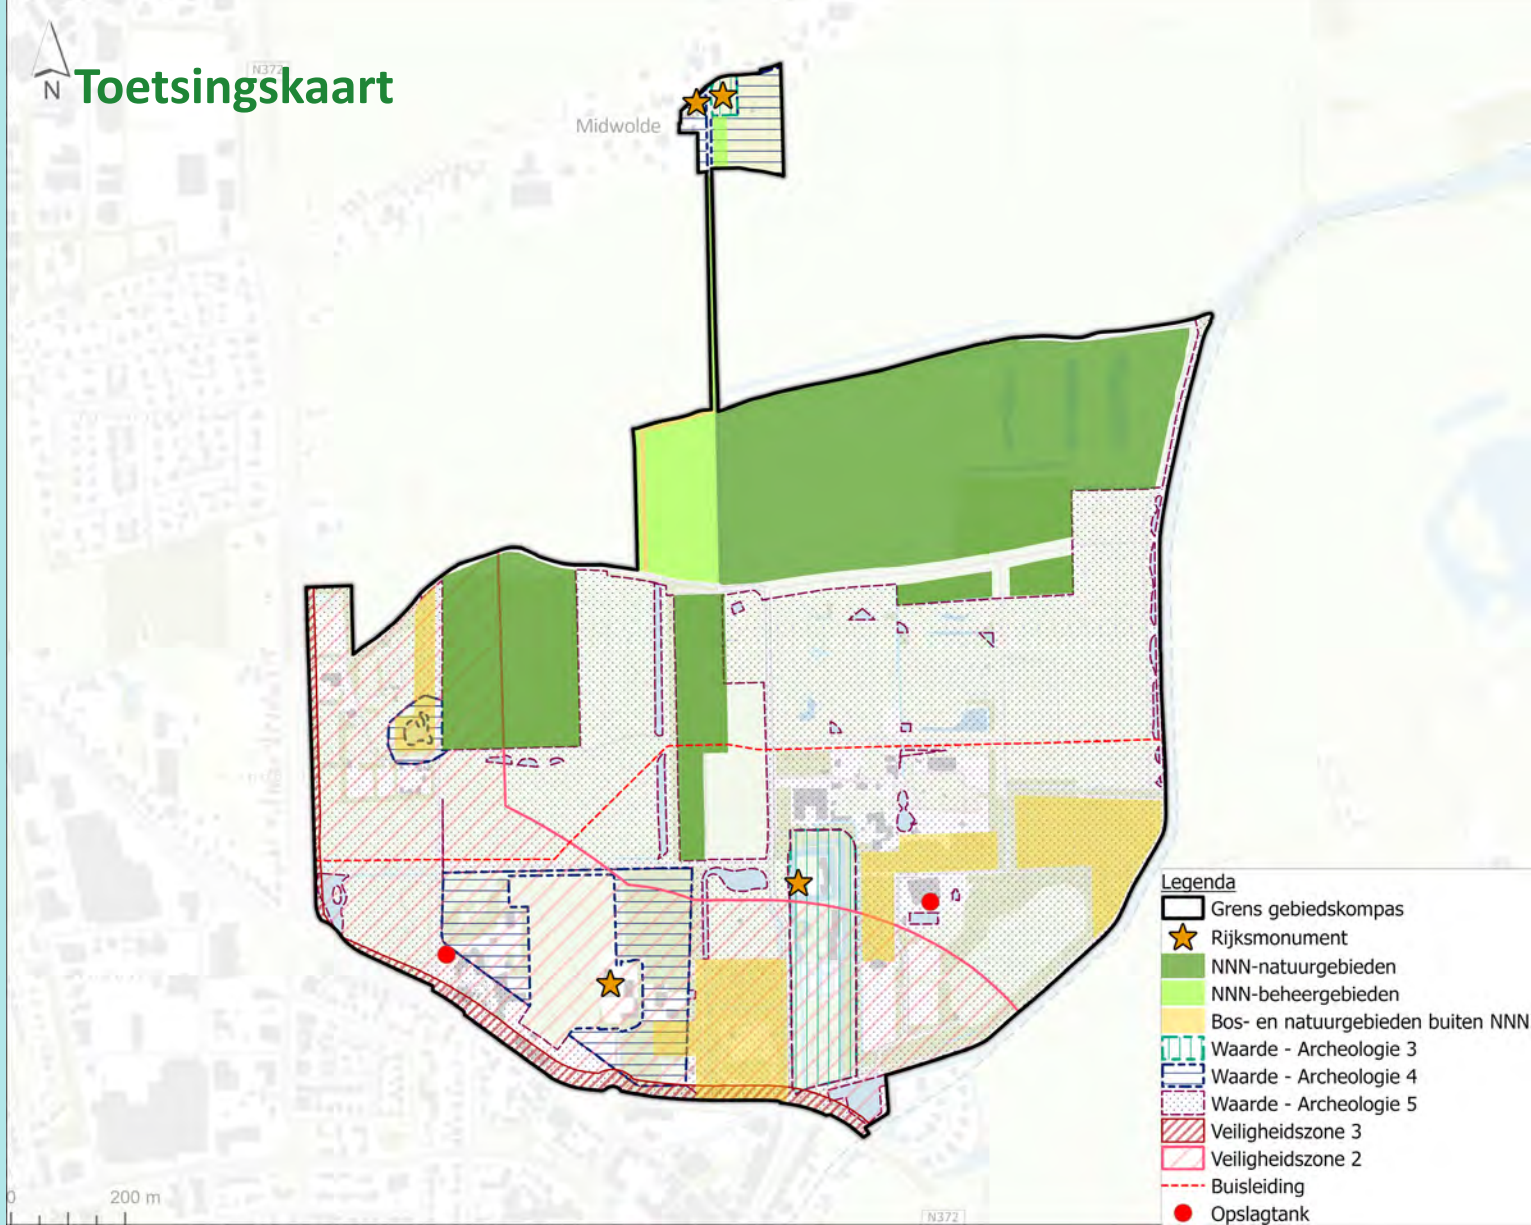 N372
N
Toetsingskaart
Midwolde
Legenda
Grens gebiedskompas
Rijksmonument
NNN-natuurgebieden
NNN-beheergebieden
Bos- en natuurgebieden buiten NNN
Waarde - Archeologie 3
Waarde - Archeologie 4
Waarde - Archeologie 5
Veiligheidszone 3
Veiligheidszone 2
Buisleiding
Opslagtank
0 200 m
N372